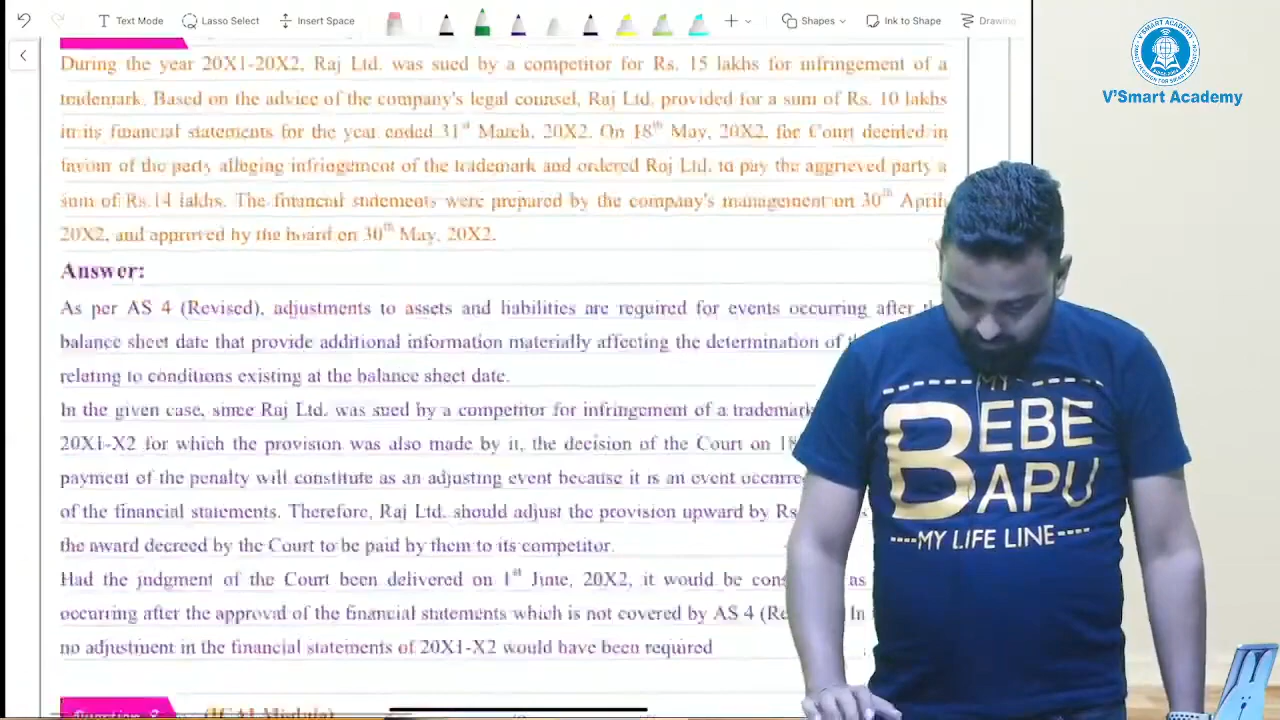 Text Mode Lasso Select Insert Space Shapes Ink to Shape Drawing
During the year 20X1-20X2, Raj Ltd. was sued by a competitor for Rs. 15 lakhs for infringement of a
trademark. Based on the advice of the company's legal counsel, Raj Ltd. provided for a sum of Rs. 10 lakhs
in its financial statements for the year ended 31st March, 20X2. On 18th May, 20X2, the Court decided in
favour of the party alleging infringement of the trademark and ordered Raj Ltd. to pay the aggrieved party a
sum of Rs.14 lakhs. The financial statements were prepared by the company's management on 30th April,
20X2, and approved by the board on 30th May, 20X2.
Answer:
As per AS 4 (Revised), adjustments to assets and liabilities are required for events occurring after
balance sheet date that provide additional information materially affecting the determination of
relating to conditions existing at the balance sheet date.
In the given case, since Raj Ltd. was sued by a competitor for infringement of a trademark
20X1-X2 for which the provision was also made by it, the decision of the Court on 18
payment of the penalty will constitute as an adjusting event because it is an event occurre
of the financial statements. Therefore, Raj Ltd. should adjust the provision upward by Rs
the award decreed by the Court to be paid by them to its competitor.
Had the judgment of the Court been delivered on 1st June, 20X2, it would be cons as
occurring after the approval of the financial statements which is not covered by AS 4 (Re In
no adjustment in the financial statements of 20X1-X2 would have been required
(ICAI Module)
V'SMART ACADEMY
V'Smart Academy
MY
BEBE
BAPU
MY LIFE LINE